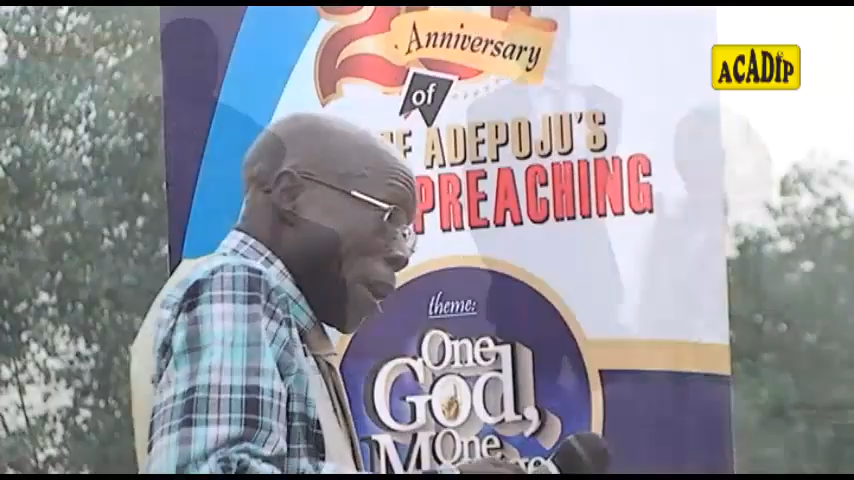 Anniversary
of
ADEPOJU'S
PREACHING
theme:
One
God,
One
ACADIP